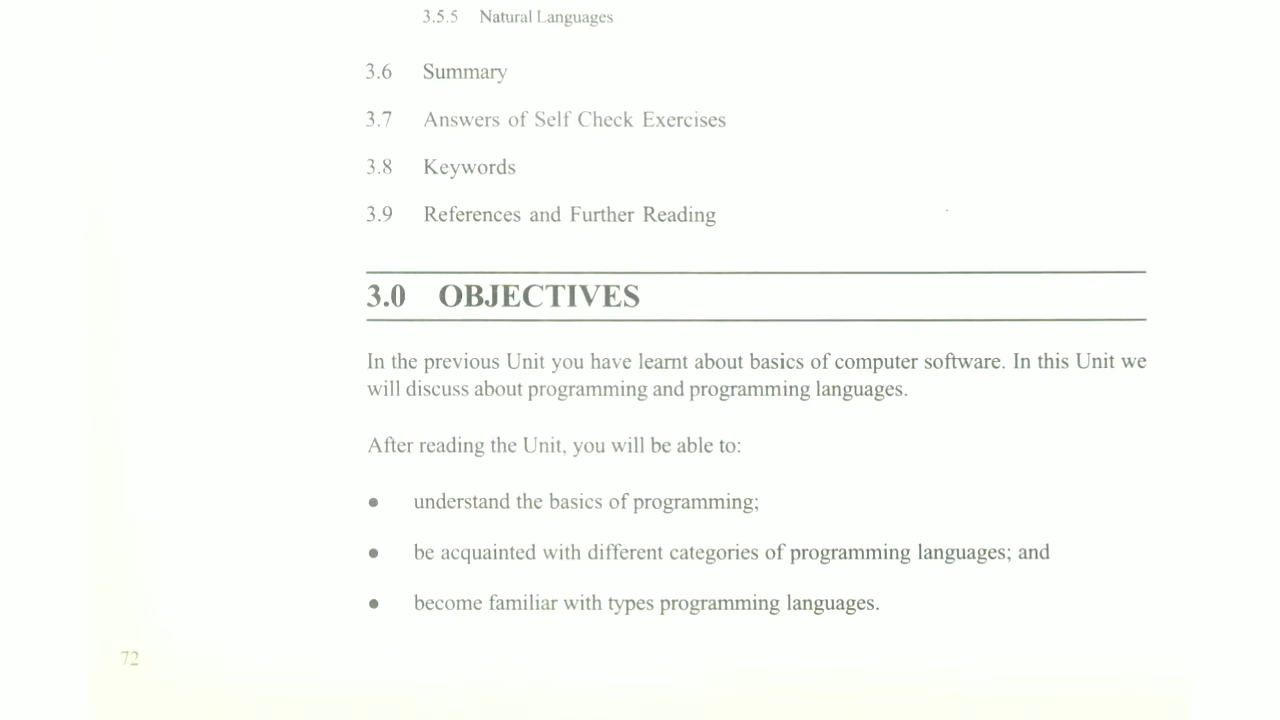 3.5.5 Natural Languages
3.6 Summary
3.7 Answers of Self Check Exercises
3.8 Keywords
3.9 References and Further Reading
3.0 OBJECTIVES
In the previous Unit you have learnt about basics of computer software. In this Unit we
will discuss about programming and programming languages.
After reading the Unit, you will be able to:
● understand the basics of programming;
● be acquainted with different categories of programming languages; and
● become familiar with types programming languages.
72